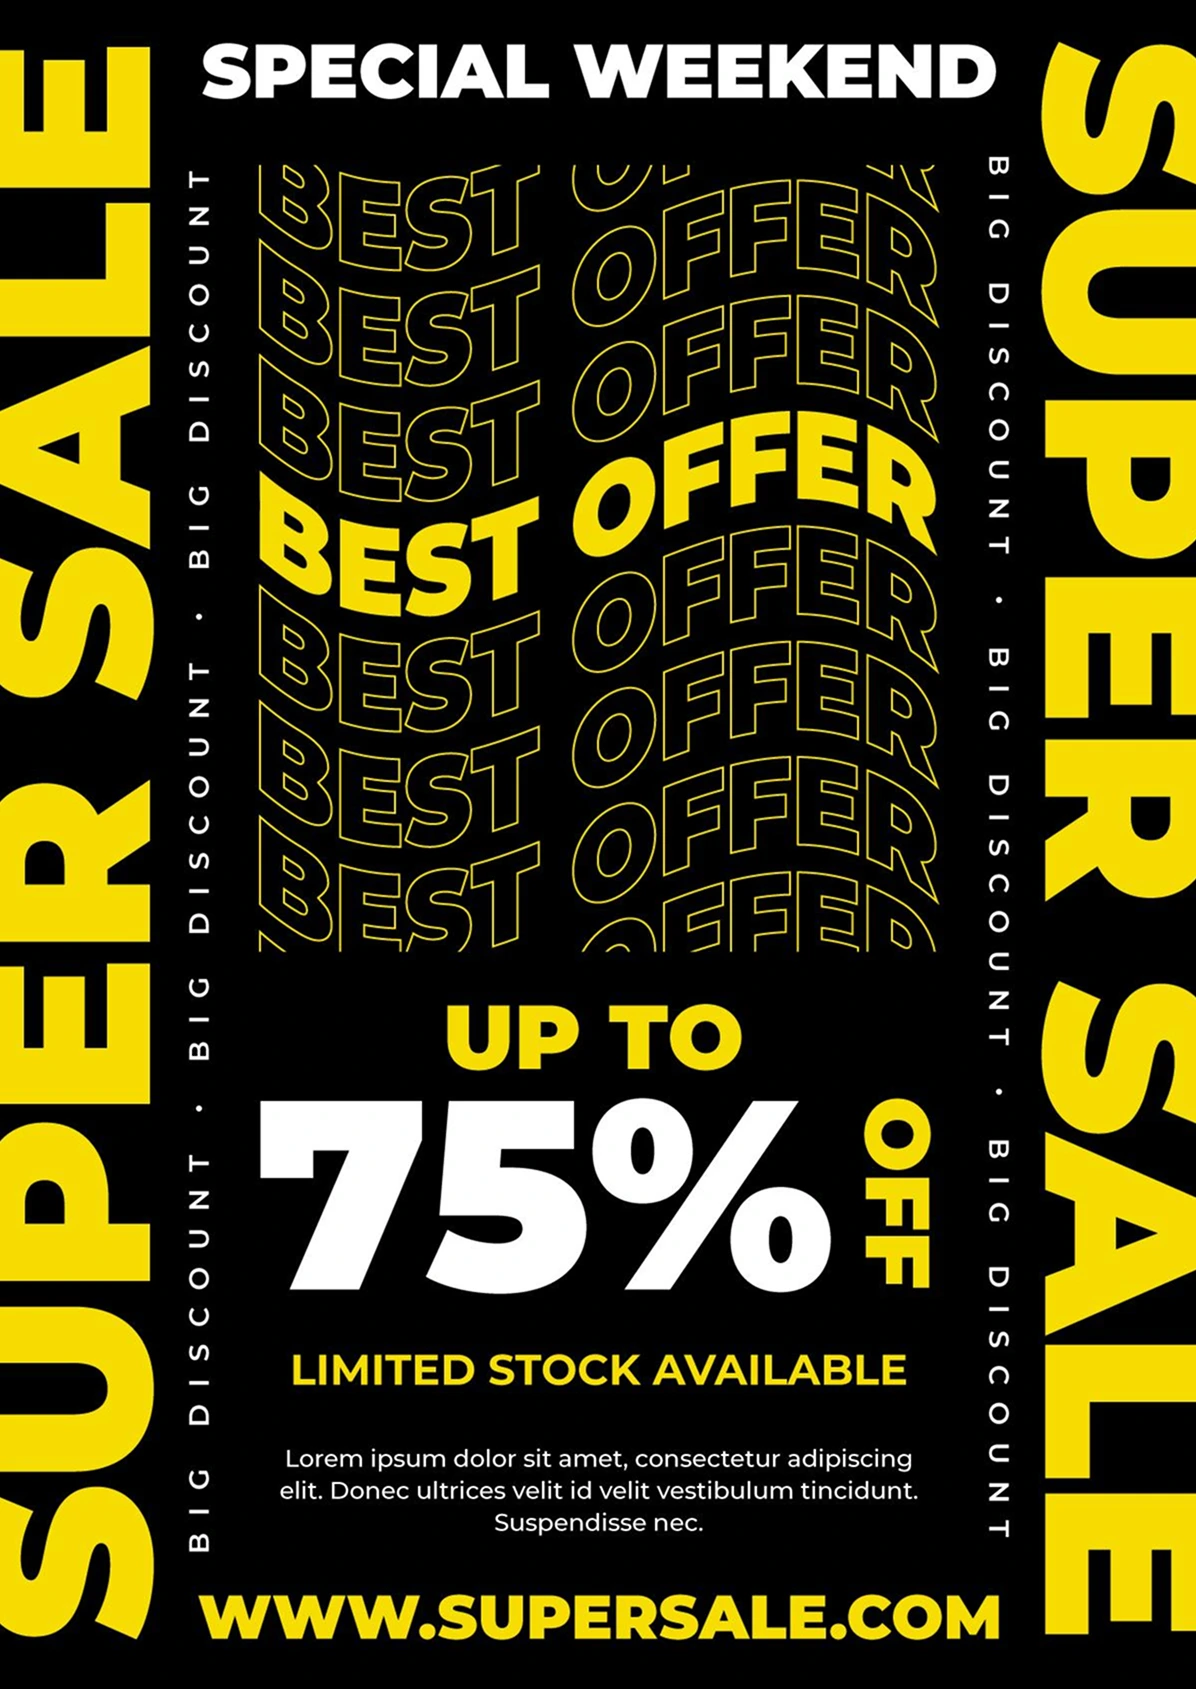 SPECIAL WEEKEND
SUPER SALE
BIG DISCOUNT • BIG DISCOUNT • BIG DISCOUNT
BEST OFFER
BEST OFFER
BEST OFFER
BEST OFFER
BEST OFFER
BEST OFFER
BEST OFFER
BEST OFFER
BIG DISCOUNT • BIG DISCOUNT • BIG DISCOUNT
SUPER SALE
UP TO
75% OFF
LIMITED STOCK AVAILABLE
Lorem ipsum dolor sit amet, consectetur adipiscing
elit. Donec ultrices velit id velit vestibulum tincidunt.
Suspendisse nec.
WWW.SUPERSALE.COM